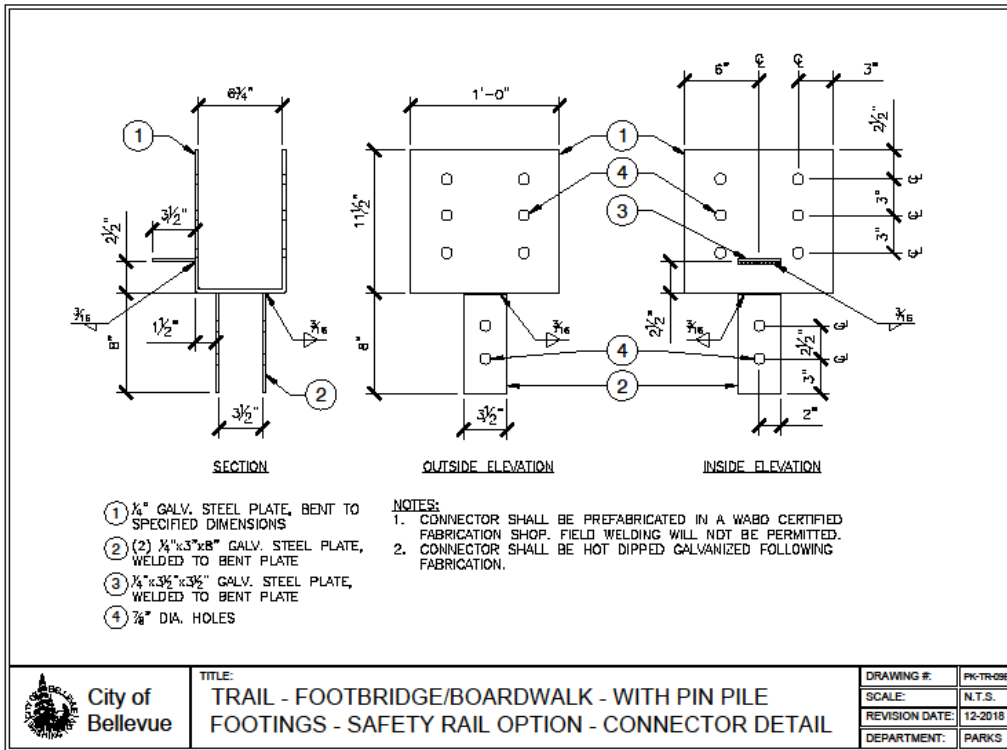 6¾"
1
3½"
2½"
3/16
1½"
8"
3½"
2
SECTION
1'-0"
11½"
8"
3/16
3½"
OUTSIDE ELEVATION
1
4
3
4
2
6"
℄
℄
3"
2½"
℄
3"
℄
3"
℄
2½"
3/16
3/16
3/16
℄
2½"
℄
3"
2"
INSIDE ELEVATION
1 ¼" GALV. STEEL PLATE, BENT TO
SPECIFIED DIMENSIONS
2 (2) ¼"x3"x8" GALV. STEEL PLATE,
WELDED TO BENT PLATE
3 ¼"x3½"x3½" GALV. STEEL PLATE,
WELDED TO BENT PLATE
4 ⅞" DIA. HOLES
NOTES:
1. CONNECTOR SHALL BE PREFABRICATED IN A WABO CERTIFIED
FABRICATION SHOP. FIELD WELDING WILL NOT BE PERMITTED.
2. CONNECTOR SHALL BE HOT DIPPED GALVANIZED FOLLOWING
FABRICATION.
City of
Bellevue
TITLE:
TRAIL - FOOTBRIDGE/BOARDWALK - WITH PIN PILE
FOOTINGS - SAFETY RAIL OPTION - CONNECTOR DETAIL
DRAWING #:
SCALE: N.T.S.
REVISION DATE: 12-2018
DEPARTMENT: PARKS